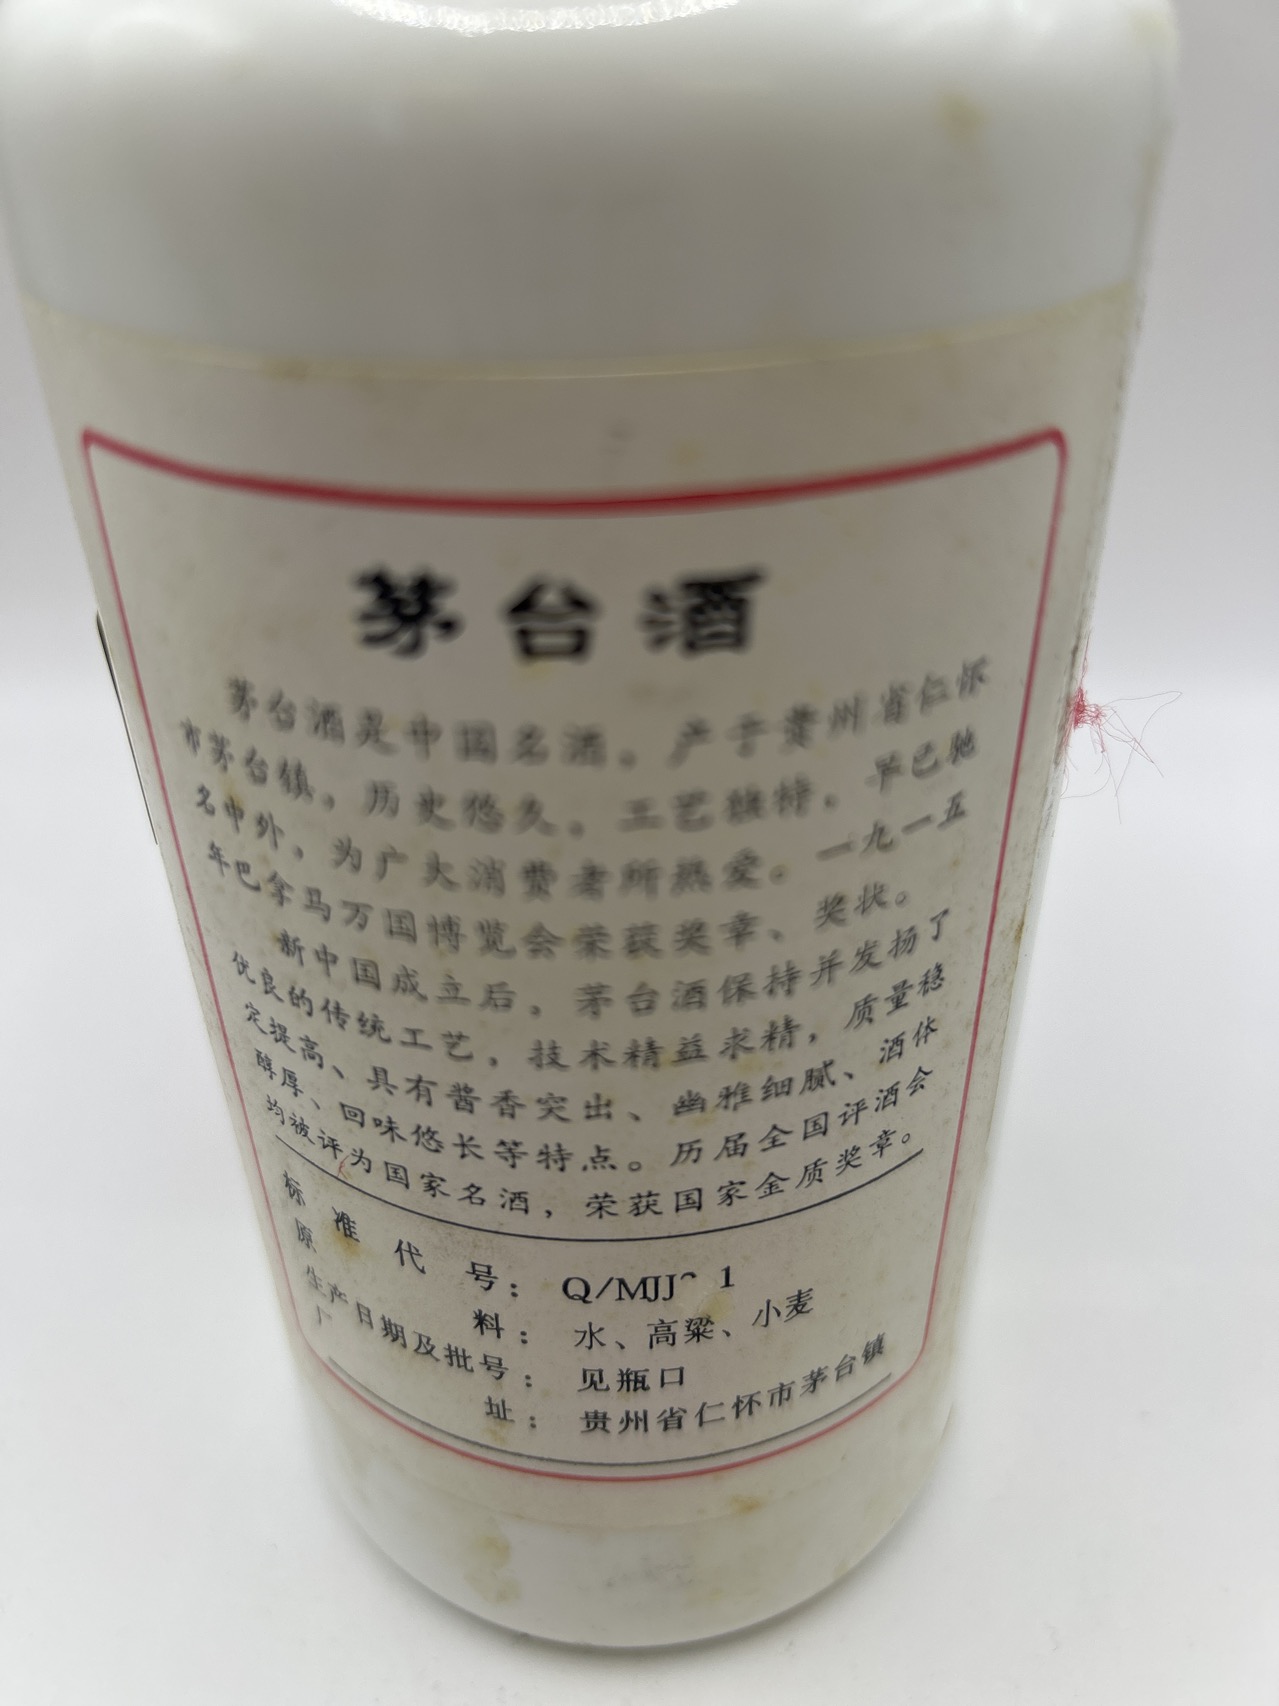 茅台酒
茅台酒是中国名酒。产于贵州省仁怀
市茅台镇。历史悠久。工艺独特。早已驰
名中外。为广大消费者所热爱。一九一五
年巴拿马万国博览会荣获奖章、奖状。
新中国成立后，茅台酒保持并发扬了
优良的传统工艺，技术精益求精，质量稳
定提高、具有酱香突出、幽雅细腻、酒体
醇厚、回味悠长等特点。历届全国评酒会
均被评为国家名酒，荣获国家金质奖章。
标准代号：Q/MJJ 1
原料：水、高粱、小麦
生产日期及批号：见瓶口
厂址：贵州省仁怀市茅台镇